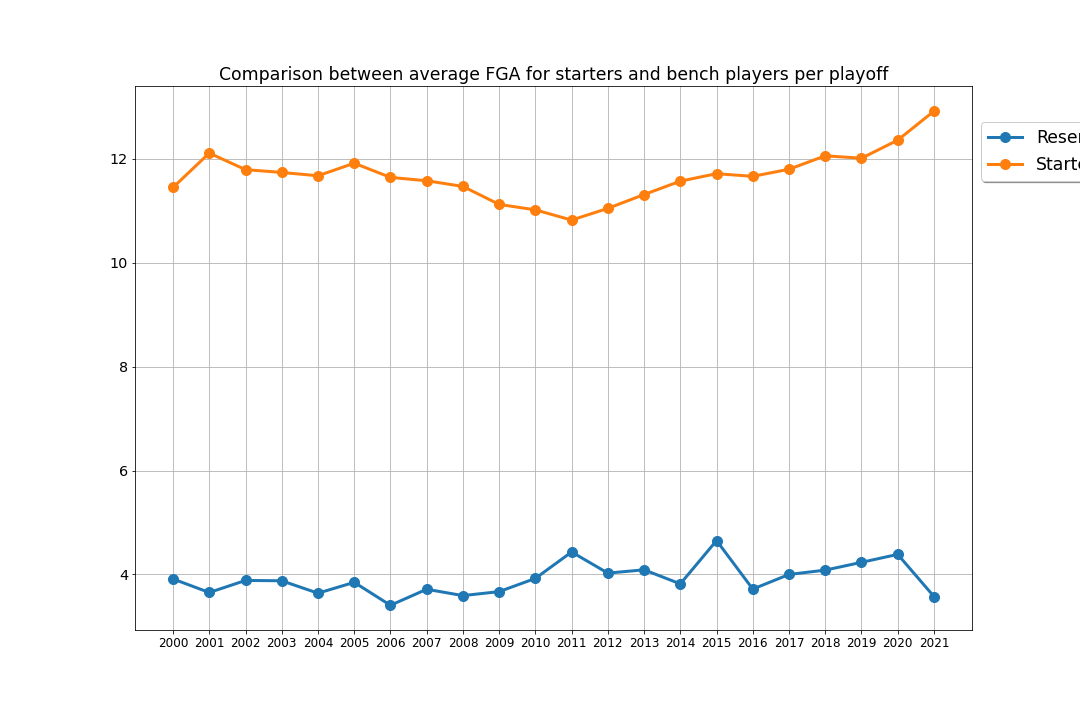 Comparison between average FGA for starters and bench players per playoff
12
10
8
6
4
2000 2001 2002 2003 2004 2005 2006 2007 2008 2009 2010 2011 2012 2013 2014 2015 2016 2017 2018 2019 2020 2021
Reser
Starte